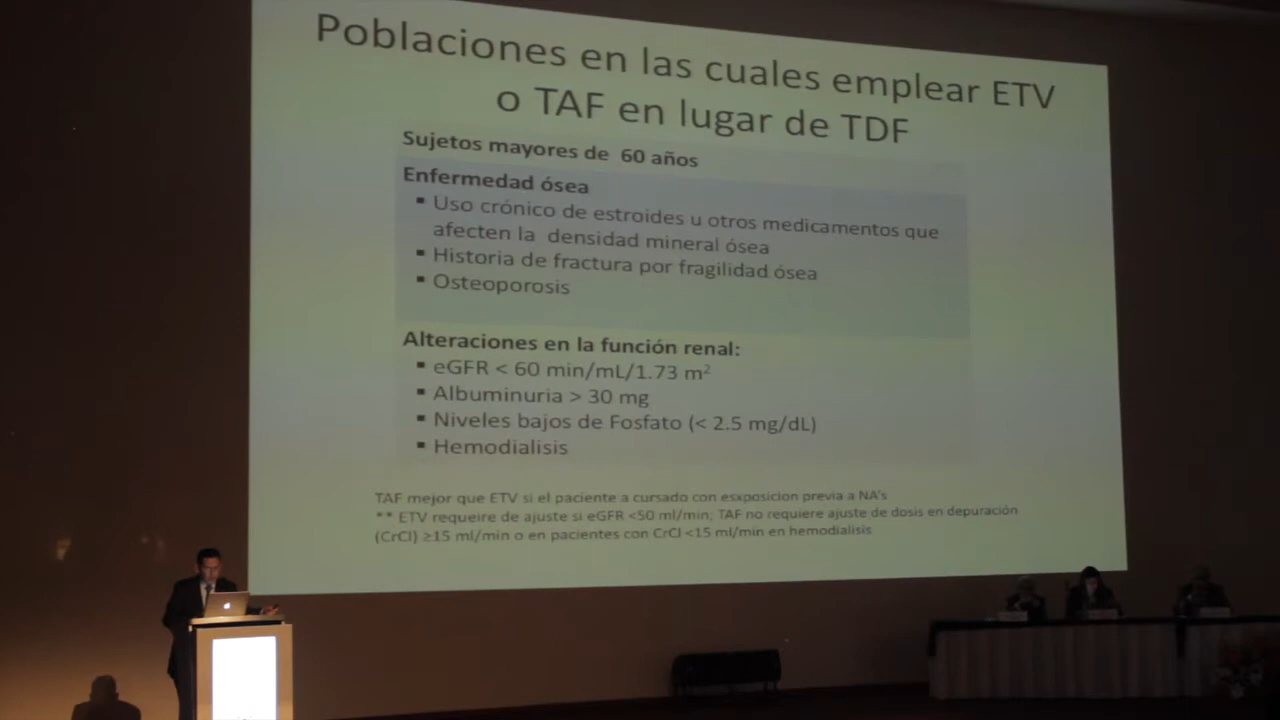 Poblaciones en las cuales emplear ETV
o TAF en lugar de TDF
Sujetos mayores de 60 años
Enfermedad ósea
▪ Uso crónico de estroides u otros medicamentos que
afecten la densidad mineral ósea
▪ Historia de fractura por fragilidad ósea
▪ Osteoporosis
Alteraciones en la función renal:
▪ eGFR < 60 min/mL/1.73 m²
▪ Albuminuria > 30 mg
▪ Niveles bajos de Fosfato (< 2.5 mg/dL)
▪ Hemodialisis
TAF mejor que ETV si el paciente a cursado con esxposicion previa a NA's
** ETV requeire de ajuste si eGFR <50 ml/min; TAF no requiere ajuste de dosis en depuración
(CrCl) ≥15 ml/min o en pacientes con CrCl <15 ml/min en hemodialisis